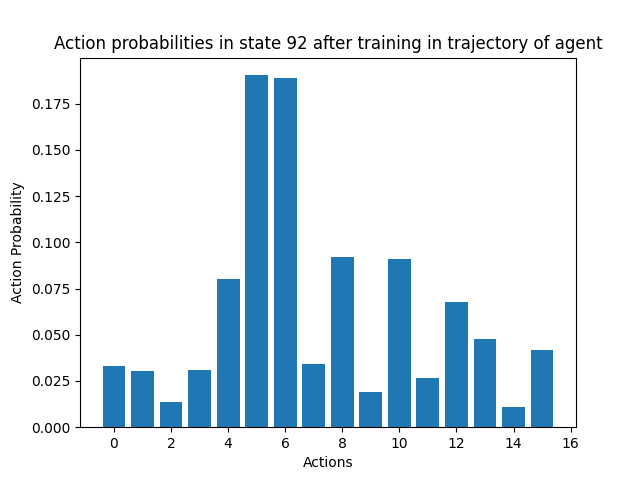 Action probabilities in state 92 after training in trajectory of agent
0.175
0.150
0.125
0.100
0.075
0.050
0.025
0.000
Action Probability
0 2 4 6 8 10 12 14 16
Actions